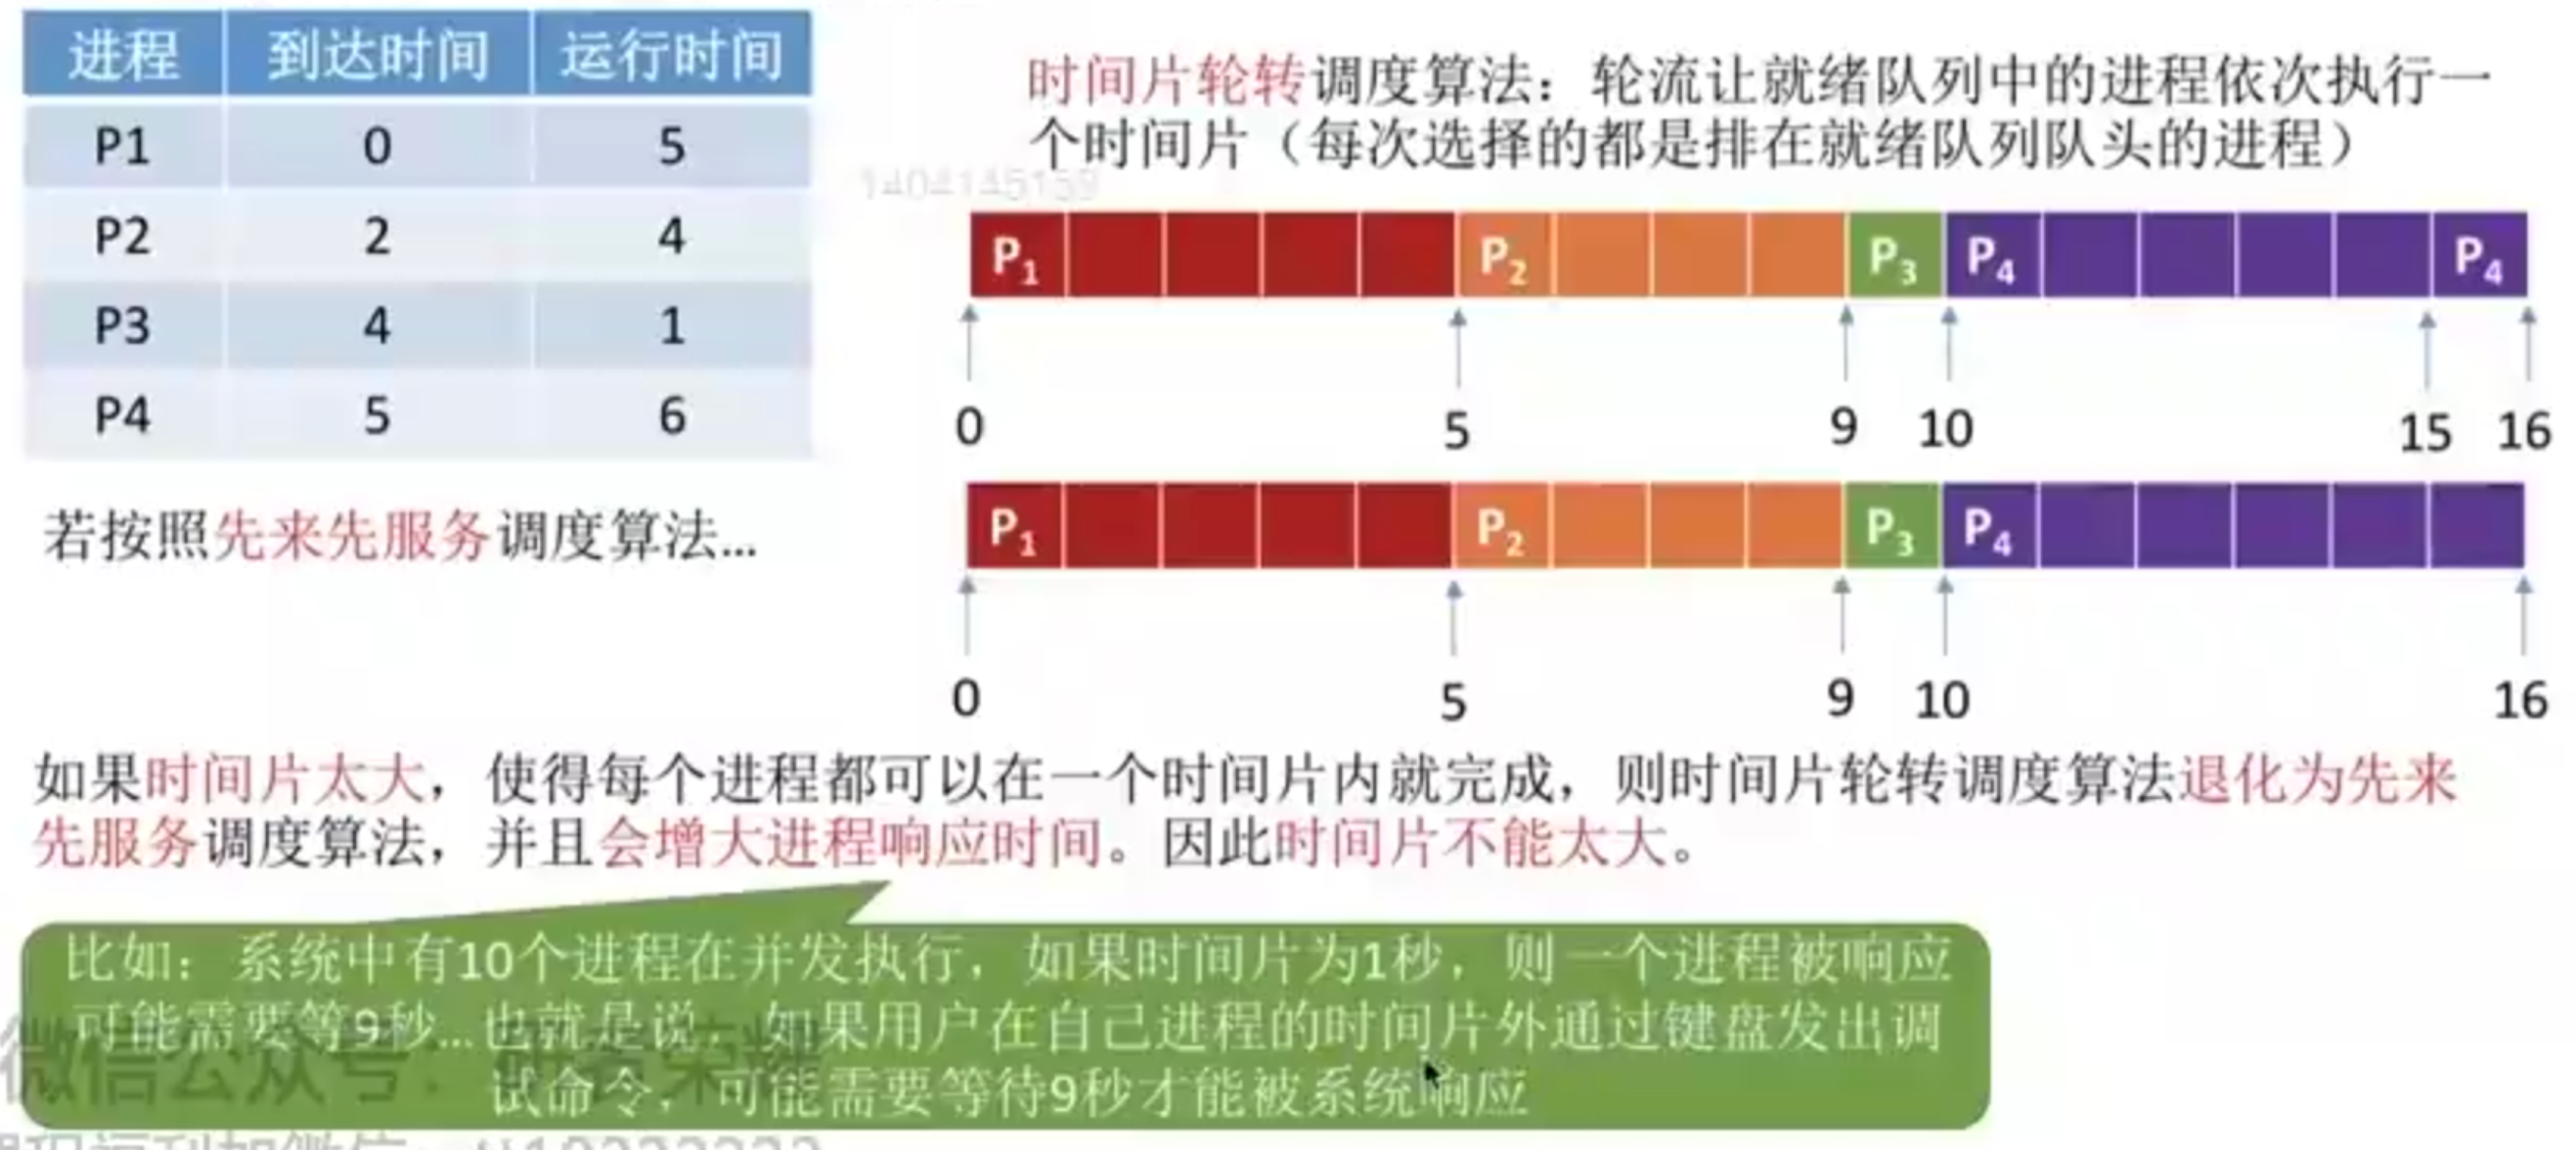 进程 到达时间 运行时间
P1 0 5
P2 2 4
P3 4 1
P4 5 6
时间片轮转调度算法：轮流让就绪队列中的进程依次执行一
个时间片（每次选择的都是排在就绪队列队头的进程）
1404145139
P1 P2 P3 P4 P4
0 5 9 10 15 16
若按照先来先服务调度算法...
P1 P2 P3 P4
0 5 9 10 16
如果时间片太大，使得每个进程都可以在一个时间片内就完成，则时间片轮转调度算法退化为先来
先服务调度算法，并且会增大进程响应时间。因此时间片不能太大。
比如：系统中有10个进程在并发执行，如果时间片为1秒，则一个进程被响应
可能需要等9秒...也就是说，如果用户在自己进程的时间片外通过键盘发出调
试命令，可能需要等待9秒才能被系统响应
微信公众号：